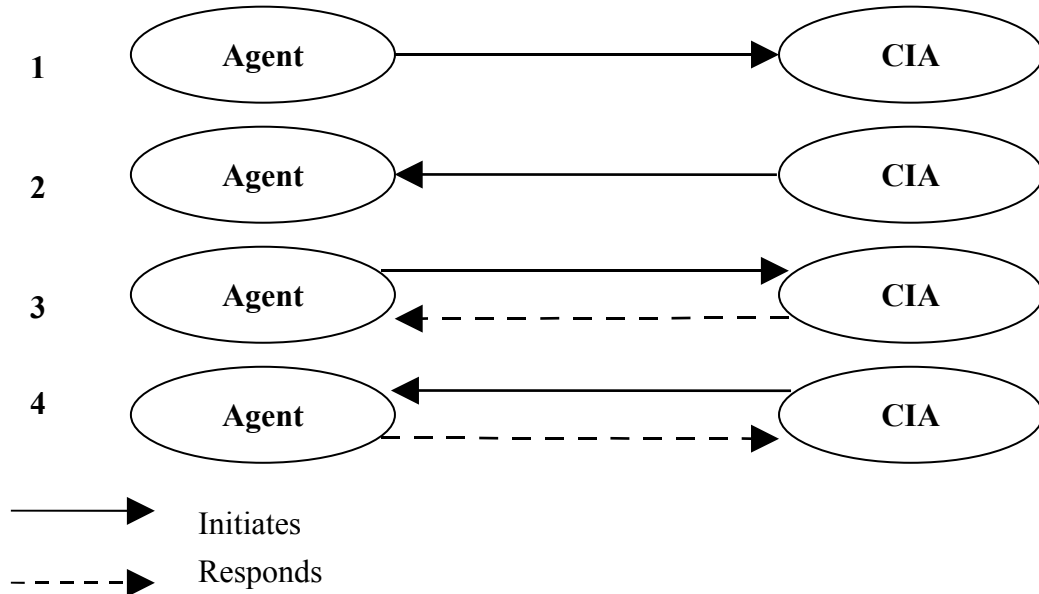 1 Agent CIA
2 Agent CIA
3 Agent CIA
4 Agent CIA
Initiates
Responds